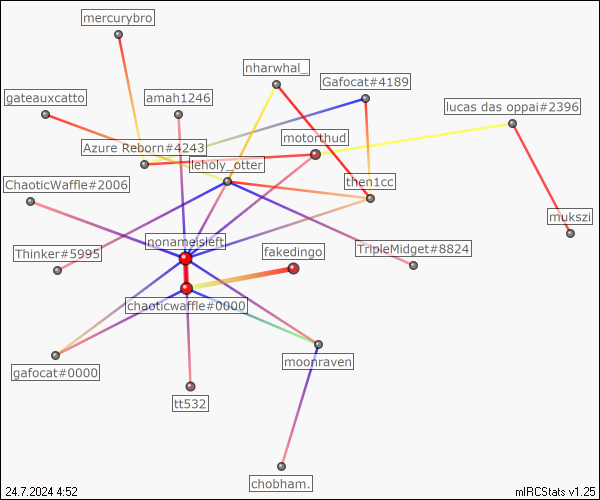 mercurybro
nharwhal_
Gafocat#4189
gateauxcatto
amah1246
lucas das oppai#2396
motorthud
Azure Reborn#4243
leholy_otter
ChaoticWaffle#2006
then1cc
mukszi
nonameisleft
Thinker#5995
fakedingo
TripleMidget#8824
chaoticwaffle#0000
moonraven
gafocat#0000
tt532
chobham.
24.7.2024 4:52
mIRCStats v1.25